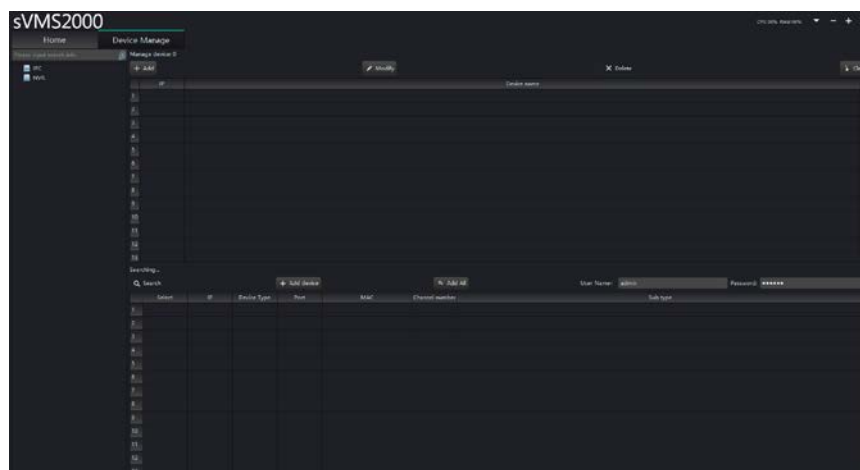 sVMS2000
Home
Device Manage
Manage device: 0
IPC
NVR
+ Add
Modify
Delete
IP
Device name
1
2
3
4
5
6
7
8
9
10
11
12
13
Searching...
Search
+ Add device
Add All
User Name: admin
Password: ●●●●●●
Select
IP
Device Type
Port
MAC
Channel number
Sub type
1
2
3
4
5
6
7
8
9
10
11
12